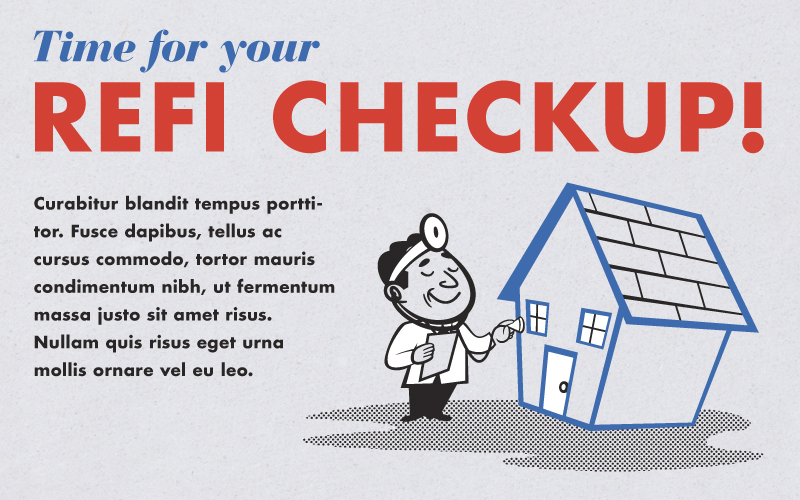 Time for your
REFI CHECKUP!
Curabitur blandit tempus portti-
tor. Fusce dapibus, tellus ac
cursus commodo, tortor mauris
condimentum nibh, ut fermentum
massa justo sit amet risus.
Nullam quis risus eget urna
mollis ornare vel eu leo.